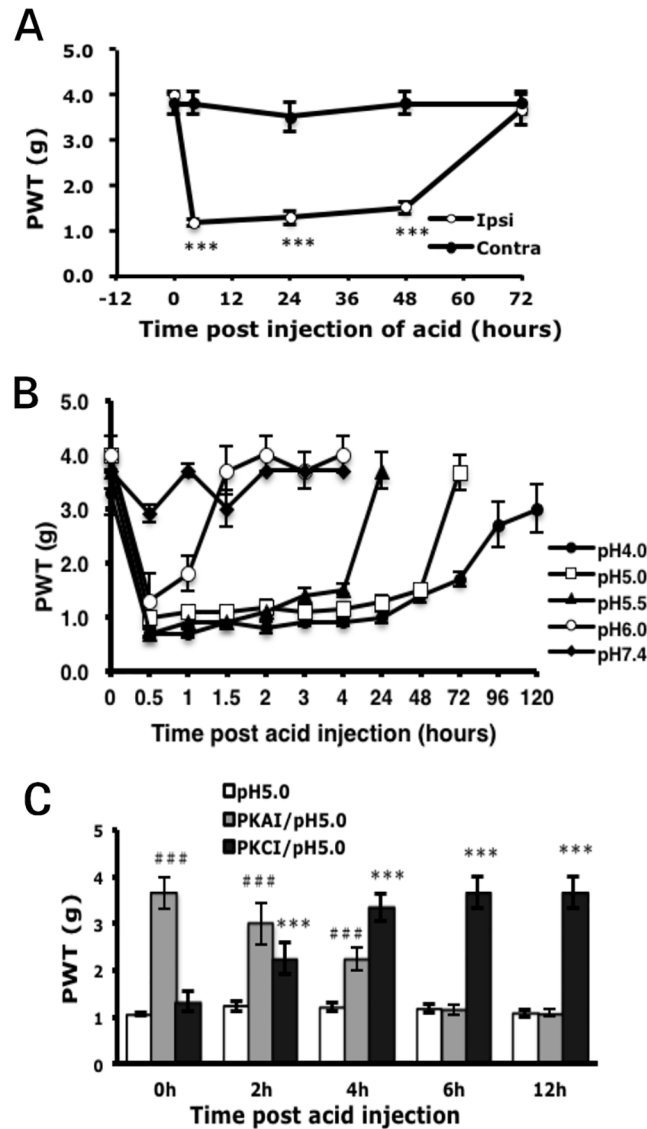 A
5.0
4.0
3.0
2.0
1.0
0.0
PWT (g)
*** *** ***
Ipsi
Contra
-12 0 12 24 36 48 60 72
Time post injection of acid (hours)
B
5.0
4.0
3.0
2.0
1.0
0.0
PWT (g)
pH4.0
pH5.0
pH5.5
pH6.0
pH7.4
0 0.5 1 1.5 2 3 4 24 48 72 96 120
Time post acid injection (hours)
C
pH5.0
PKAI/pH5.0
PKCI/pH5.0
5
4
3
2
1
0
PWT (g)
### ### *** ### *** *** ***
0h 2h 4h 6h 12h
Time post acid injection